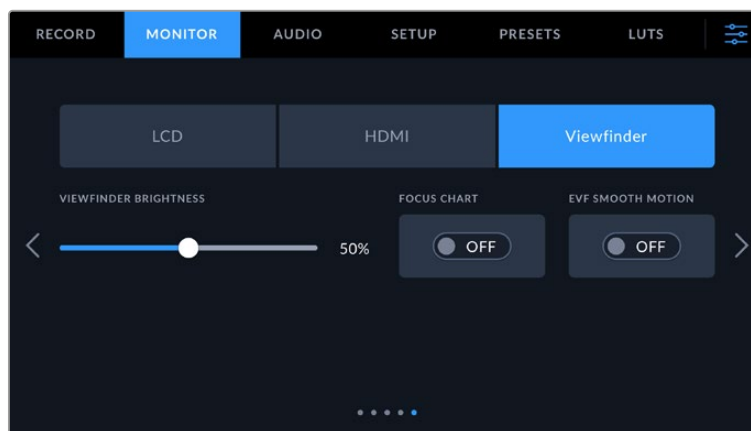 RECORD MONITOR AUDIO SETUP PRESETS LUTS
LCD HDMI Viewfinder
VIEWFINDER BRIGHTNESS FOCUS CHART EVF SMOOTH MOTION
50% OFF OFF